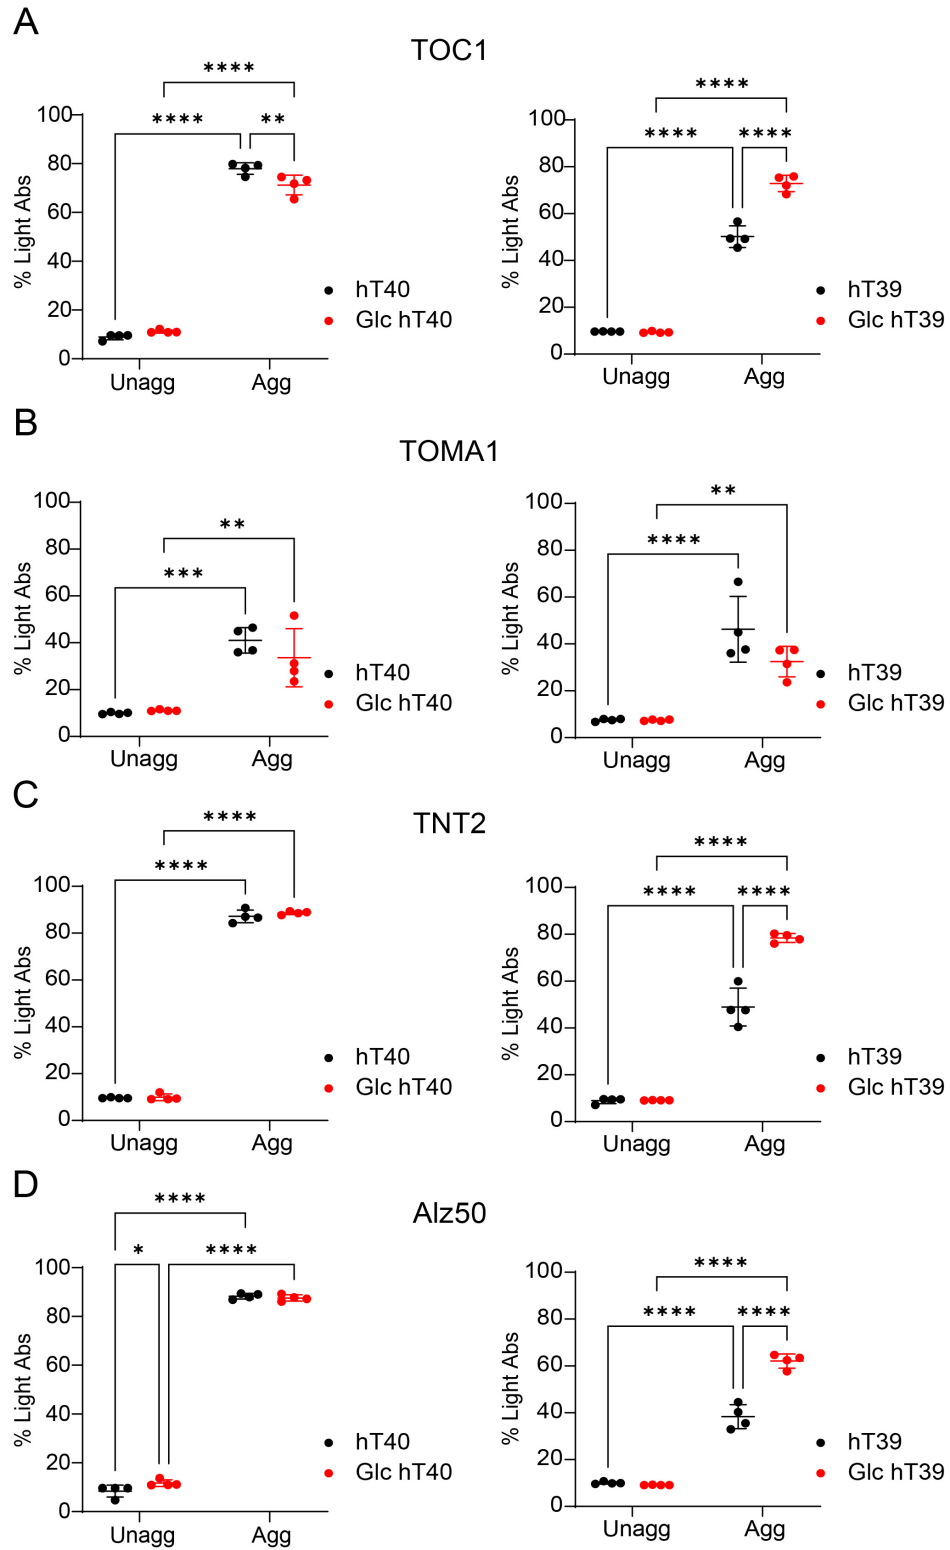 A
TOC1
****
****
**
100
80
60
40
20
0
% Light Abs
Unagg
Agg
hT40
Glc hT40
****
****
****
100
80
60
40
20
0
% Light Abs
Unagg
Agg
hT39
Glc hT39
B
TOMA1
**
***
100
80
60
40
20
0
% Light Abs
Unagg
Agg
hT40
Glc hT40
**
****
100
80
60
40
20
0
% Light Abs
Unagg
Agg
hT39
Glc hT39
C
TNT2
****
****
100
80
60
40
20
0
% Light Abs
Unagg
Agg
hT40
Glc hT40
****
****
****
100
80
60
40
20
0
% Light Abs
Unagg
Agg
hT39
Glc hT39
D
Alz50
****
*
****
100
80
60
40
20
0
% Light Abs
Unagg
Agg
hT40
Glc hT40
****
****
****
100
80
60
40
20
0
% Light Abs
Unagg
Agg
hT39
Glc hT39